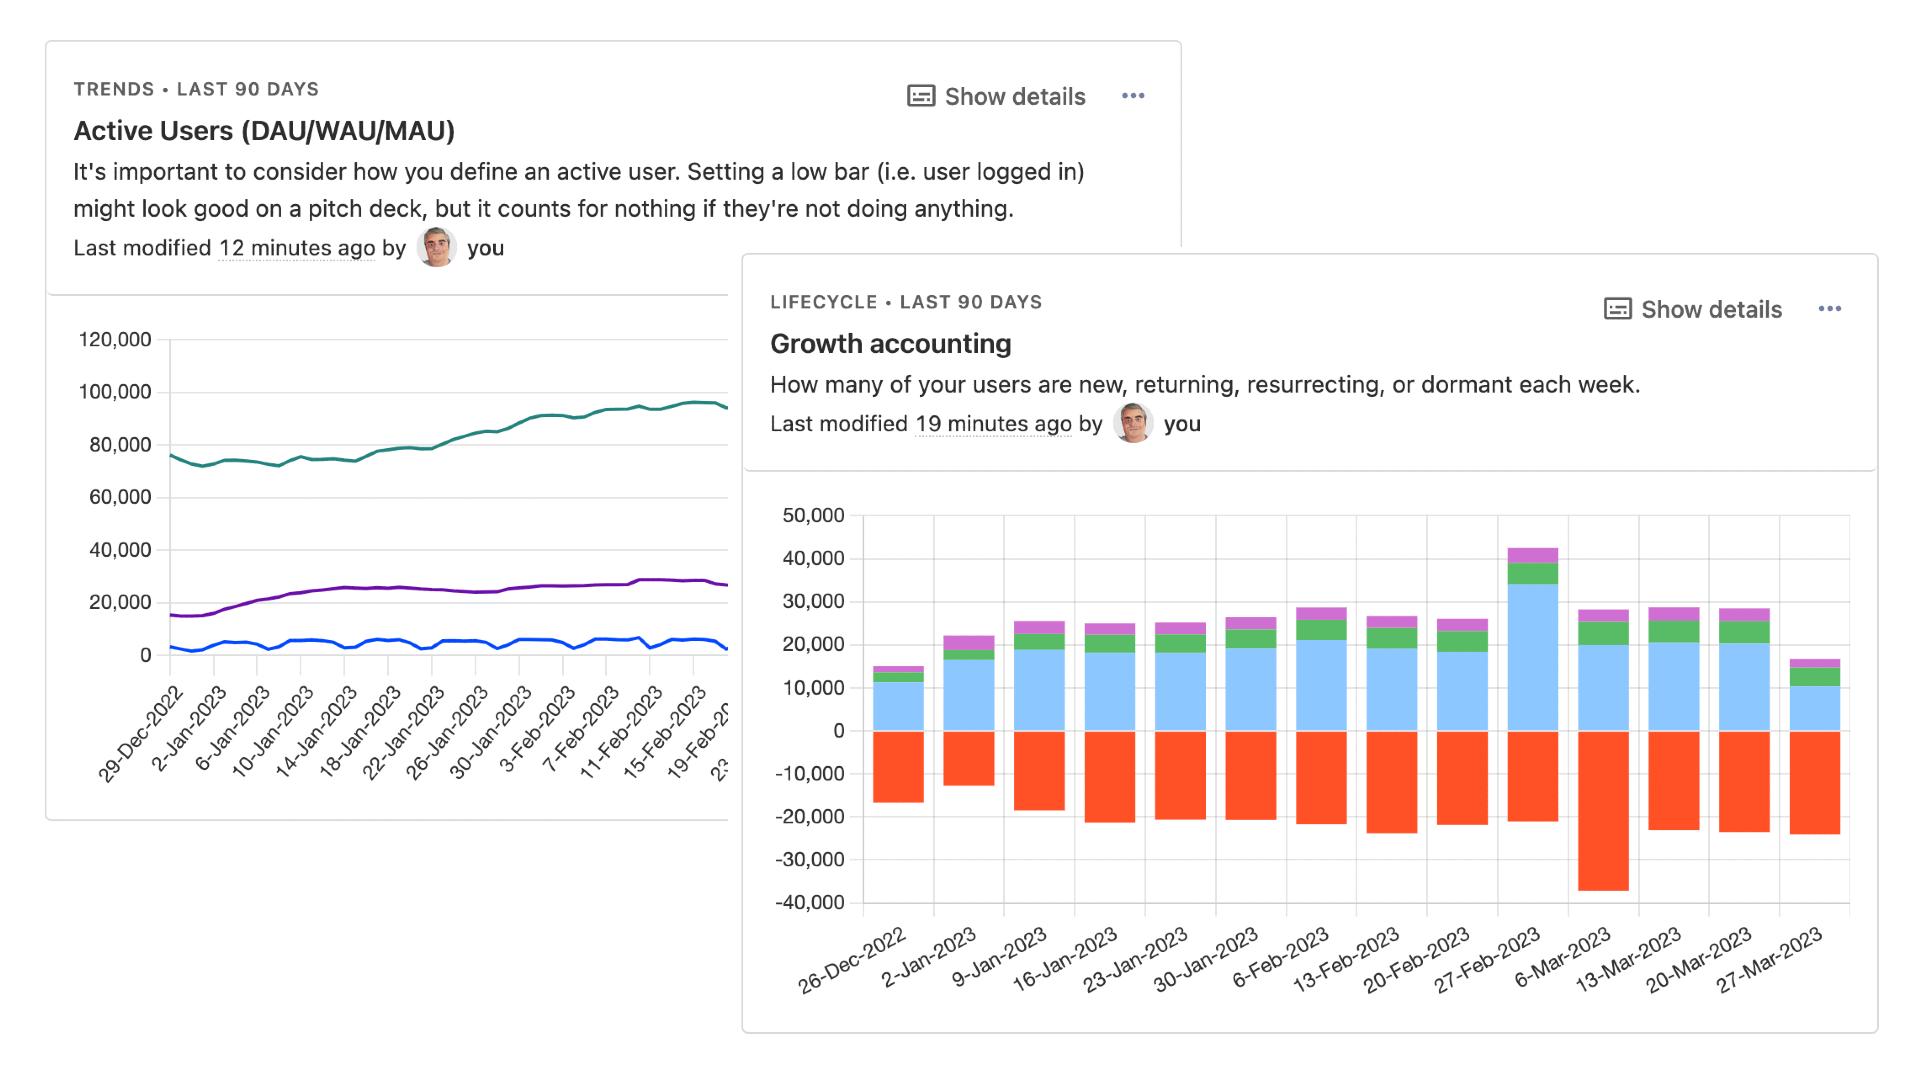 TRENDS • LAST 90 DAYS
Show details
Active Users (DAU/WAU/MAU)
It's important to consider how you define an active user. Setting a low bar (i.e. user logged in)
might look good on a pitch deck, but it counts for nothing if they're not doing anything.
Last modified 12 minutes ago by you
120,000
100,000
80,000
60,000
40,000
20,000
0
29-Dec-2022
2-Jan-2023
6-Jan-2023
10-Jan-2023
14-Jan-2023
18-Jan-2023
22-Jan-2023
26-Jan-2023
30-Jan-2023
3-Feb-2023
7-Feb-2023
11-Feb-2023
15-Feb-2023
19-Feb-20
23
LIFECYCLE • LAST 90 DAYS
Show details
Growth accounting
How many of your users are new, returning, resurrecting, or dormant each week.
Last modified 19 minutes ago by you
50,000
40,000
30,000
20,000
10,000
0
-10,000
-20,000
-30,000
-40,000
26-Dec-2022
2-Jan-2023
9-Jan-2023
16-Jan-2023
23-Jan-2023
30-Jan-2023
6-Feb-2023
13-Feb-2023
20-Feb-2023
27-Feb-2023
6-Mar-2023
13-Mar-2023
20-Mar-2023
27-Mar-2023